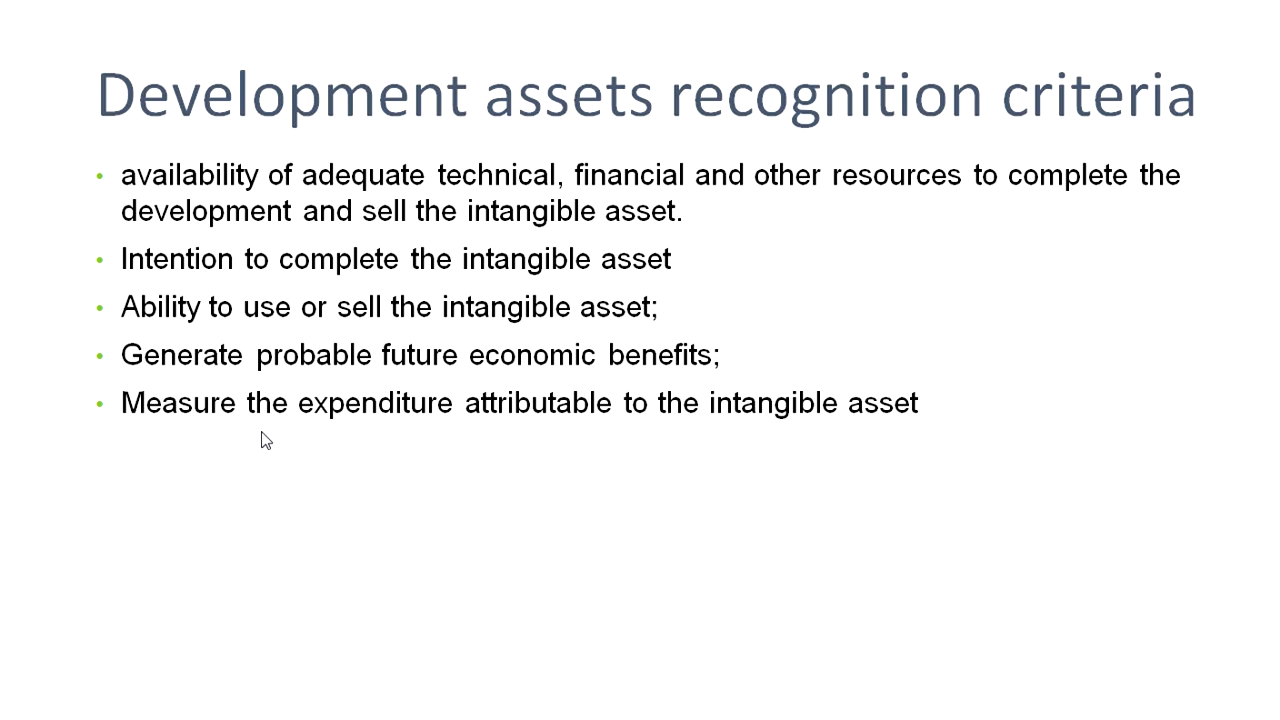 Development assets recognition criteria
• availability of adequate technical, financial and other resources to complete the
development and sell the intangible asset.
• Intention to complete the intangible asset
• Ability to use or sell the intangible asset;
• Generate probable future economic benefits;
• Measure the expenditure attributable to the intangible asset